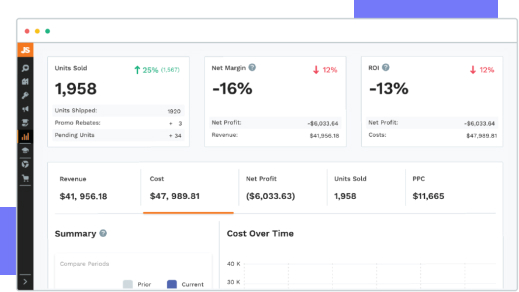 JS
Units Sold ↑ 25% (1,567)
1,958
Units Shipped: 1920
Promo Rebates: + 3
Pending Units + 34
Net Margin ? ↓ 12%
-16%
Net Profit: -$6,033.64
Revenue: $41,956.18
ROI ? ↓ 12%
-13%
Net Profit: -$6,033.64
Costs: $47,989.81
Revenue Cost Net Profit Units Sold PPC
$41, 956.18 $47, 989.81 ($6,033.63) 1,958 $11,665
Summary ?
Compare Periods
Prior Current
Cost Over Time
40 K
30 K